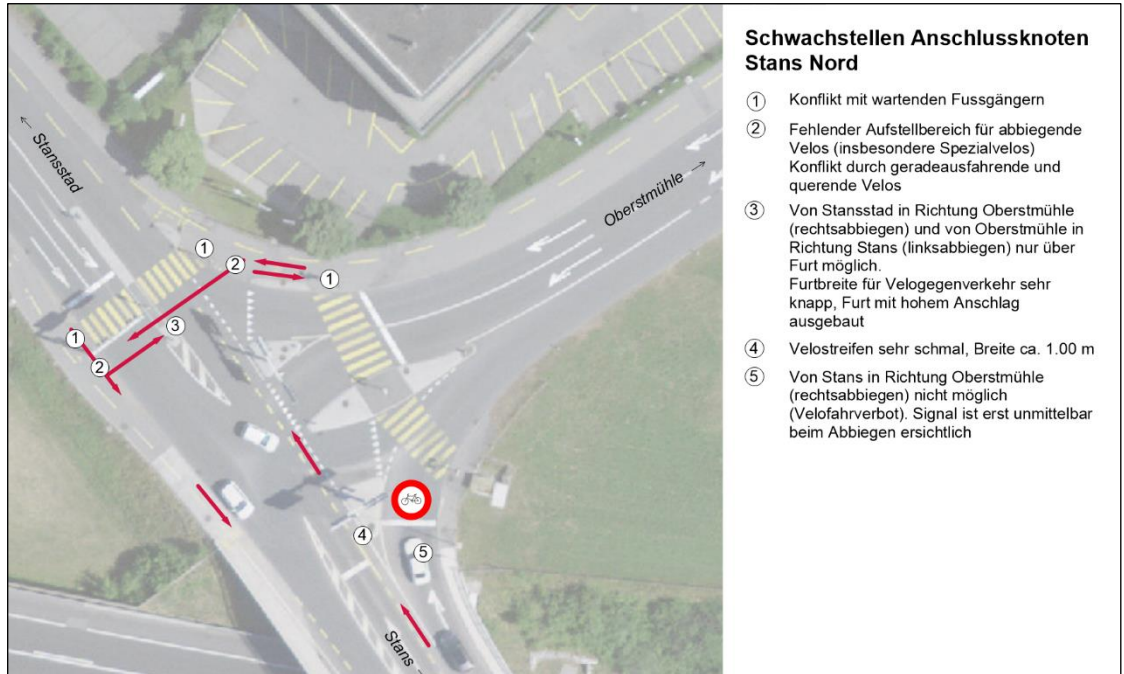 Schwachstellen Anschlussknoten
Stans Nord
1 Konflikt mit wartenden Fussgängern
2 Fehlender Aufstellbereich für abbiegende
Velos (insbesondere Spezialvelos)
Konflikt durch geradeausfahrende und
querende Velos
3 Von Stansstad in Richtung Oberstmühle
(rechtsabbiegen) und von Oberstmühle in
Richtung Stans (linksabbiegen) nur über
Furt möglich.
Furtbreite für Velogegenverkehr sehr
knapp, Furt mit hohem Anschlag
ausgebaut
4 Velostreifen sehr schmal, Breite ca. 1.00 m
5 Von Stans in Richtung Oberstmühle
(rechtsabbiegen) nicht möglich
(Velofahrverbot). Signal ist erst unmittelbar
beim Abbiegen ersichtlich
← Stansstad
Oberstmühle →
1
2
1
3
1
2
4
5
Stans →